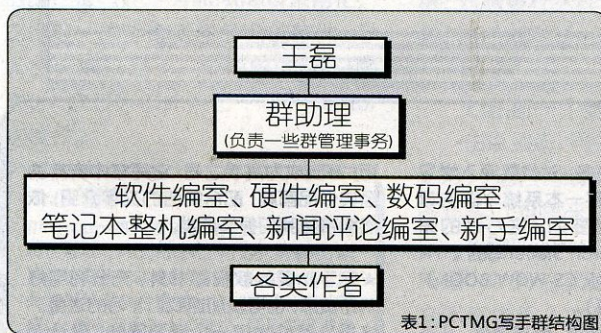 王磊
群助理
(负责一些群管理事务)
软件编室、硬件编室、数码编室、
笔记本整机编室、新闻评论编室、新手编室
各类作者
表1:PCTMG写手群结构图